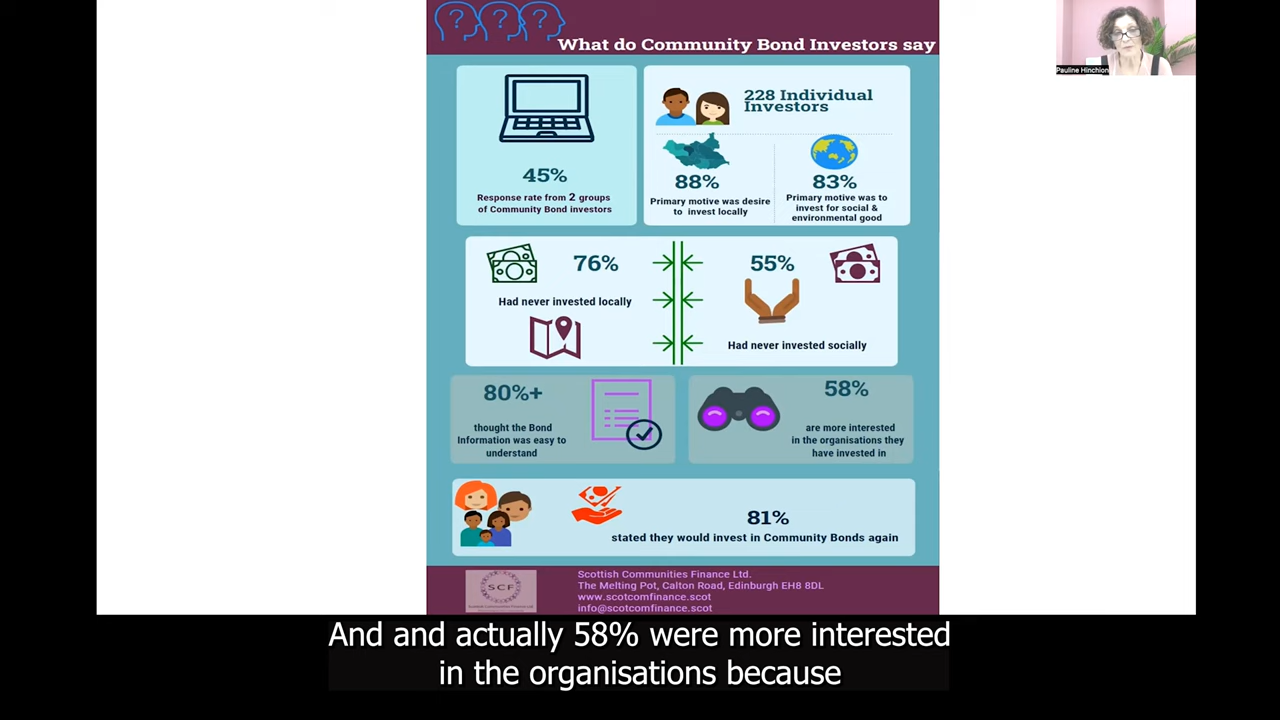 ? ? ?
What do Community Bond Investors say
Pauline Hinchion
45%
Response rate from 2 groups
of Community Bond investors
228 Individual
Investors
88%
Primary motive was desire
to invest locally
83%
Primary motive was to
invest for social &
environmental good
76%
Had never invested locally
55%
Had never invested socially
80%+
thought the Bond
Information was easy to
understand
58%
are more interested
in the organisations they
have invested in
81%
stated they would invest in Community Bonds again
SCF
Scottish Communities Finance Ltd.
The Melting Pot, Calton Road, Edinburgh EH8 8DL
www.scotcomfinance.scot
info@scotcomfinance.scot
And and actually 58% were more interested
in the organisations because